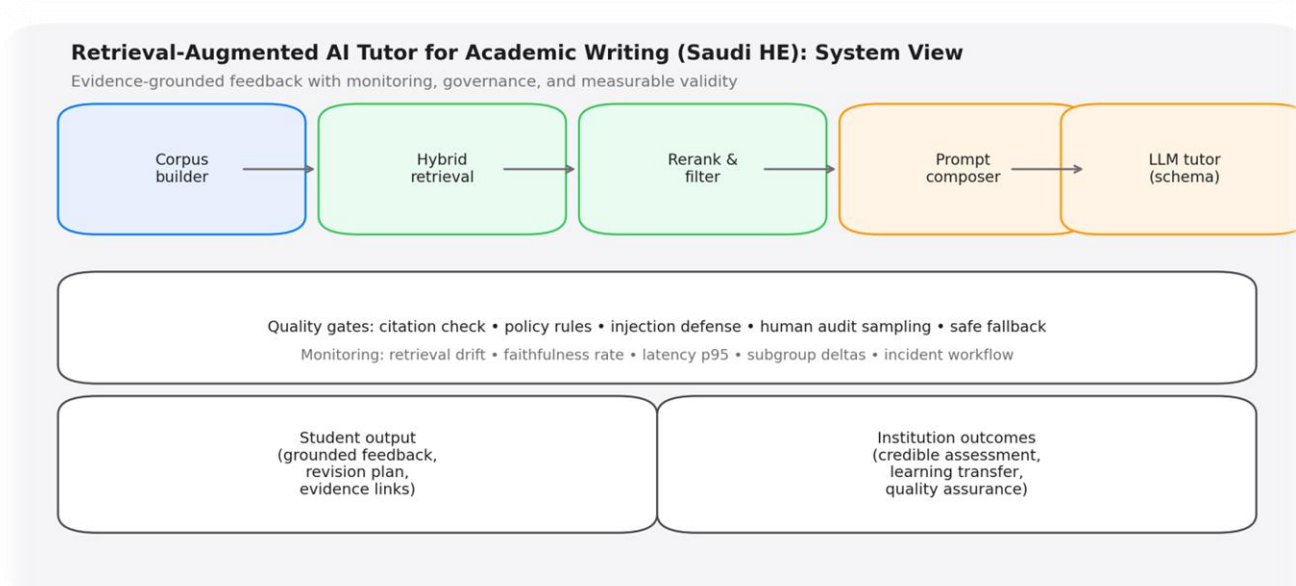 Retrieval-Augmented AI Tutor for Academic Writing (Saudi HE): System View
Evidence-grounded feedback with monitoring, governance, and measurable validity
Corpus
builder
Hybrid
retrieval
Rerank &
filter
Prompt
composer
LLM tutor
(schema)
Quality gates: citation check • policy rules • injection defense • human audit sampling • safe fallback
Monitoring: retrieval drift • faithfulness rate • latency p95 • subgroup deltas • incident workflow
Student output
(grounded feedback,
revision plan,
evidence links)
Institution outcomes
(credible assessment,
learning transfer,
quality assurance)